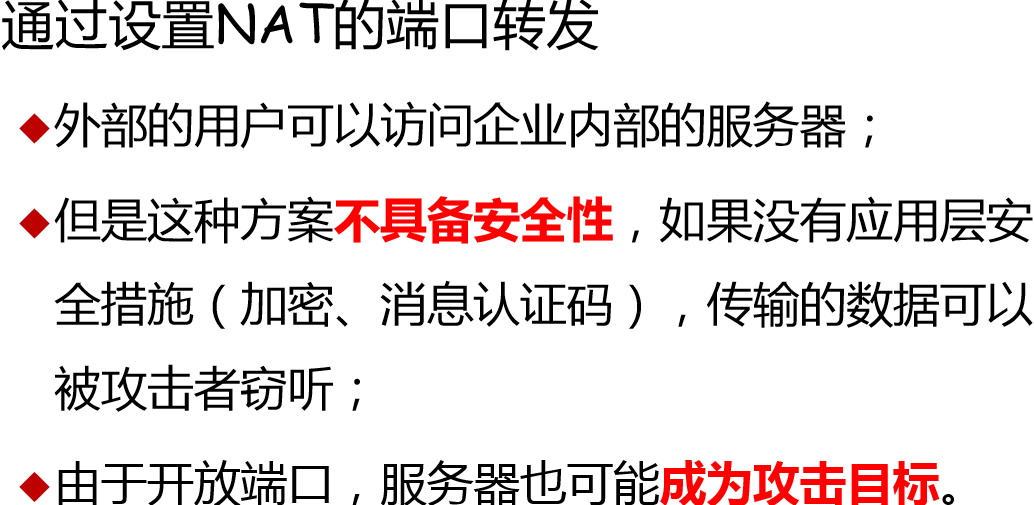 通过设置NAT的端口转发
◆外部的用户可以访问企业内部的服务器；
◆但是这种方案不具备安全性，如果没有应用层安
全措施（加密、消息认证码），传输的数据可以
被攻击者窃听；
◆由于开放端口，服务器也可能成为攻击目标。